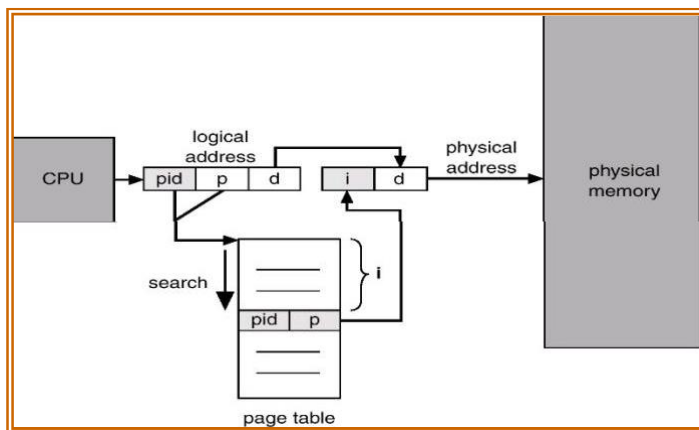 logical
address
physical
address
CPU
pid p d
i d
physical
memory
search
i
pid p
page table